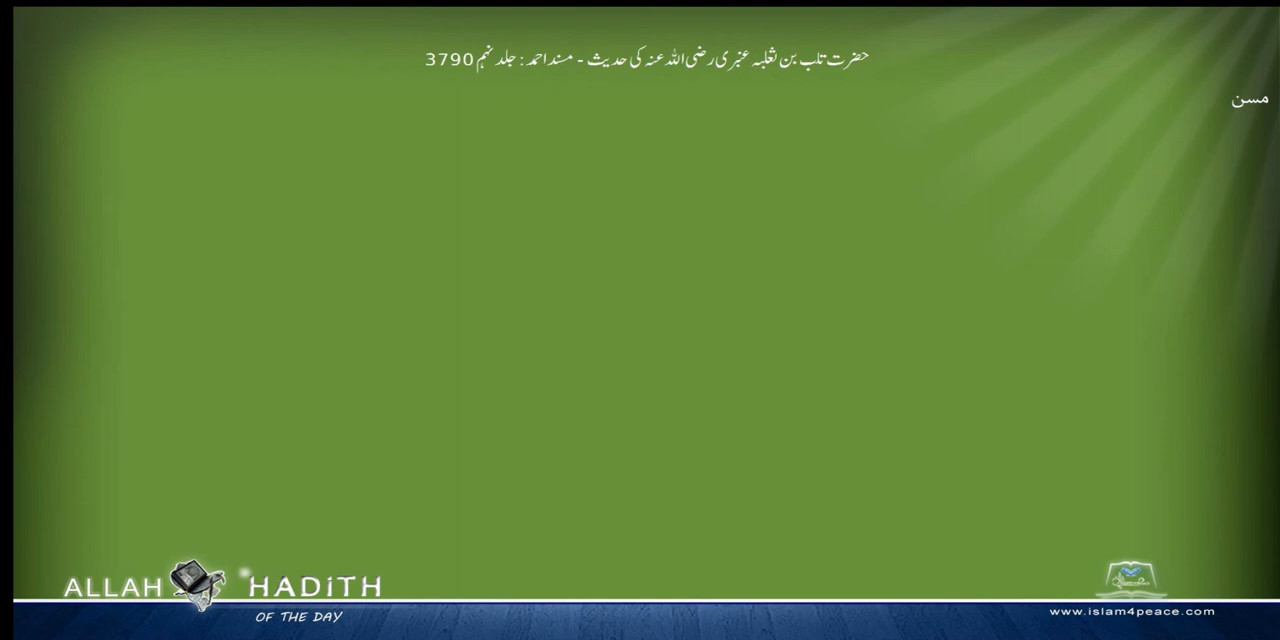 حضرت تلب بن ثعلبہ عنبری رضی اللہ عنہ کی حدیث - مسند احمد : جلد نہم 3790
مسن
ALLAH HADiTH
OF THE DAY
www.islam4peace.com